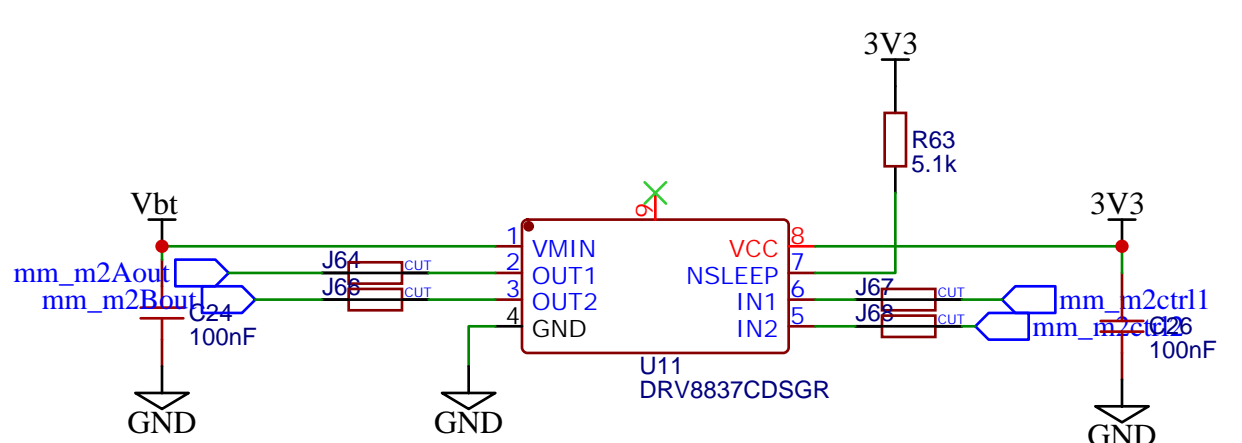 3V3
R63
5.1k
Vbt
9
3V3
1
VMIN
VCC
8
mm_m2Aout
J64
CUT
2
OUT1
NSLEEP
7
mm_m2Bout
J66
CUT
3
OUT2
IN1
6
J67
CUT
mm_m2ctrl1
C24
100nF
4
GND
IN2
5
J68
CUT
mm_m2ctrl2
C26
100nF
U11
DRV8837CDSGR
GND
GND
GND